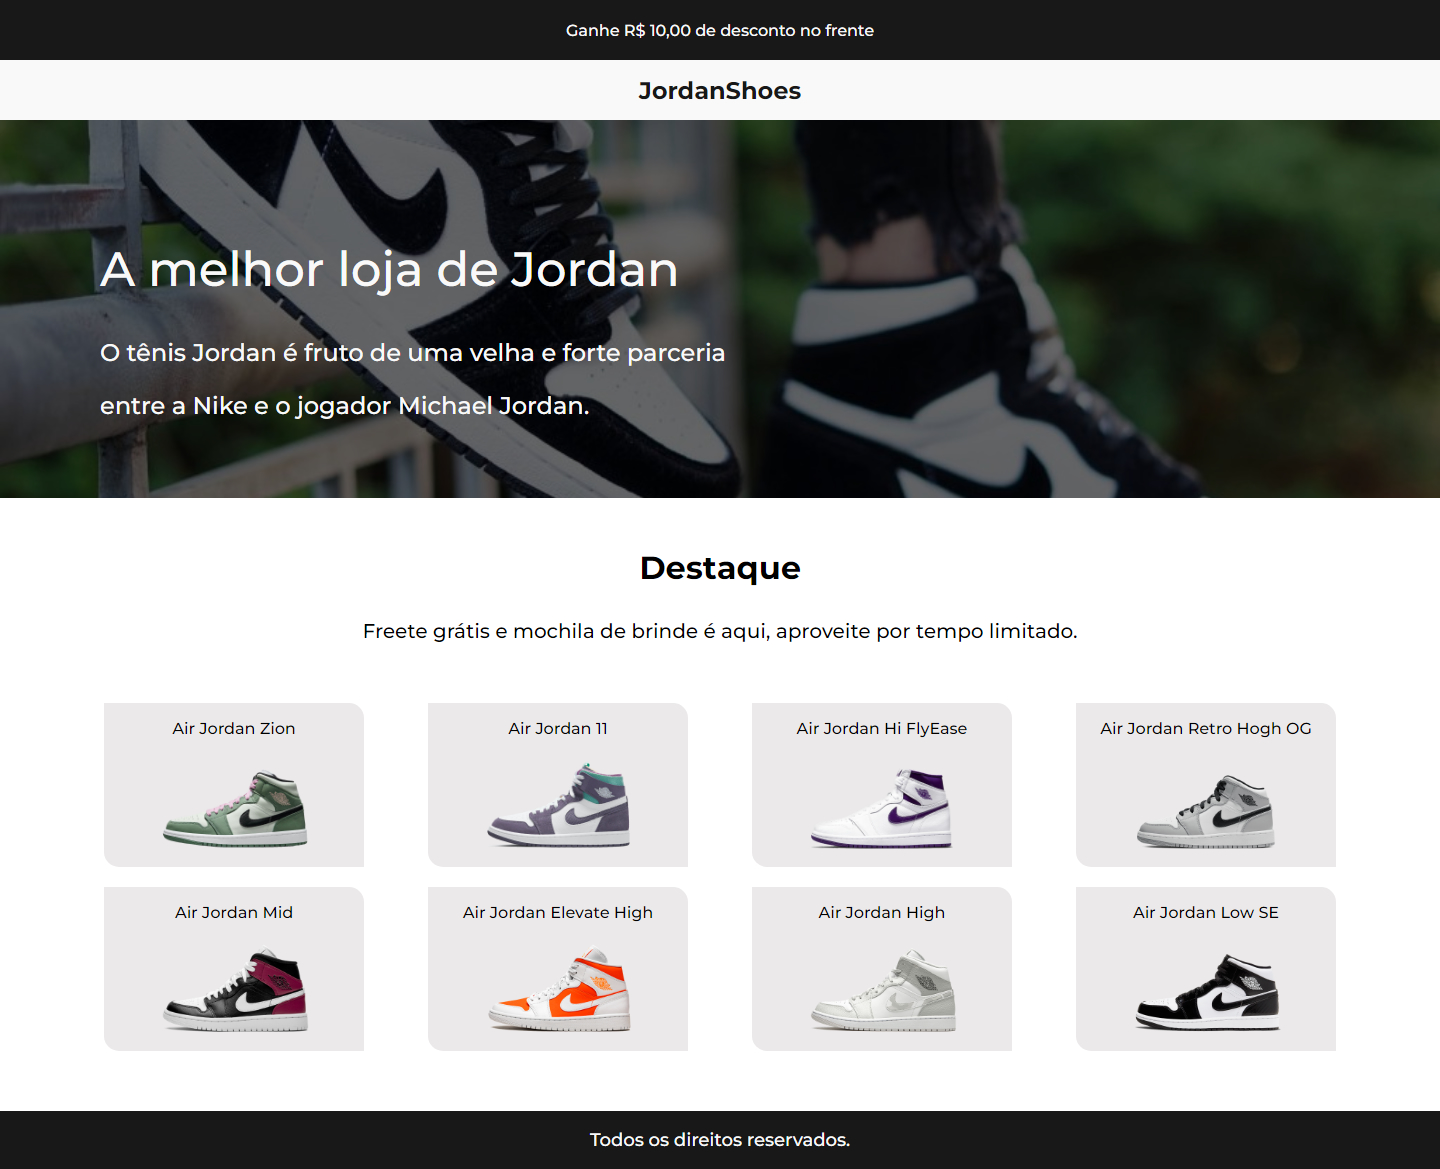 Ganhe R$ 10,00 de desconto no frente
JordanShoes
A melhor loja de Jordan
O tênis Jordan é fruto de uma velha e forte parceria
entre a Nike e o jogador Michael Jordan.
Destaque
Freete grátis e mochila de brinde é aqui, aproveite por tempo limitado.
Air Jordan Zion
Air Jordan 11
Air Jordan Hi FlyEase
Air Jordan Retro Hogh OG
Air Jordan Mid
Air Jordan Elevate High
Air Jordan High
Air Jordan Low SE
Todos os direitos reservados.